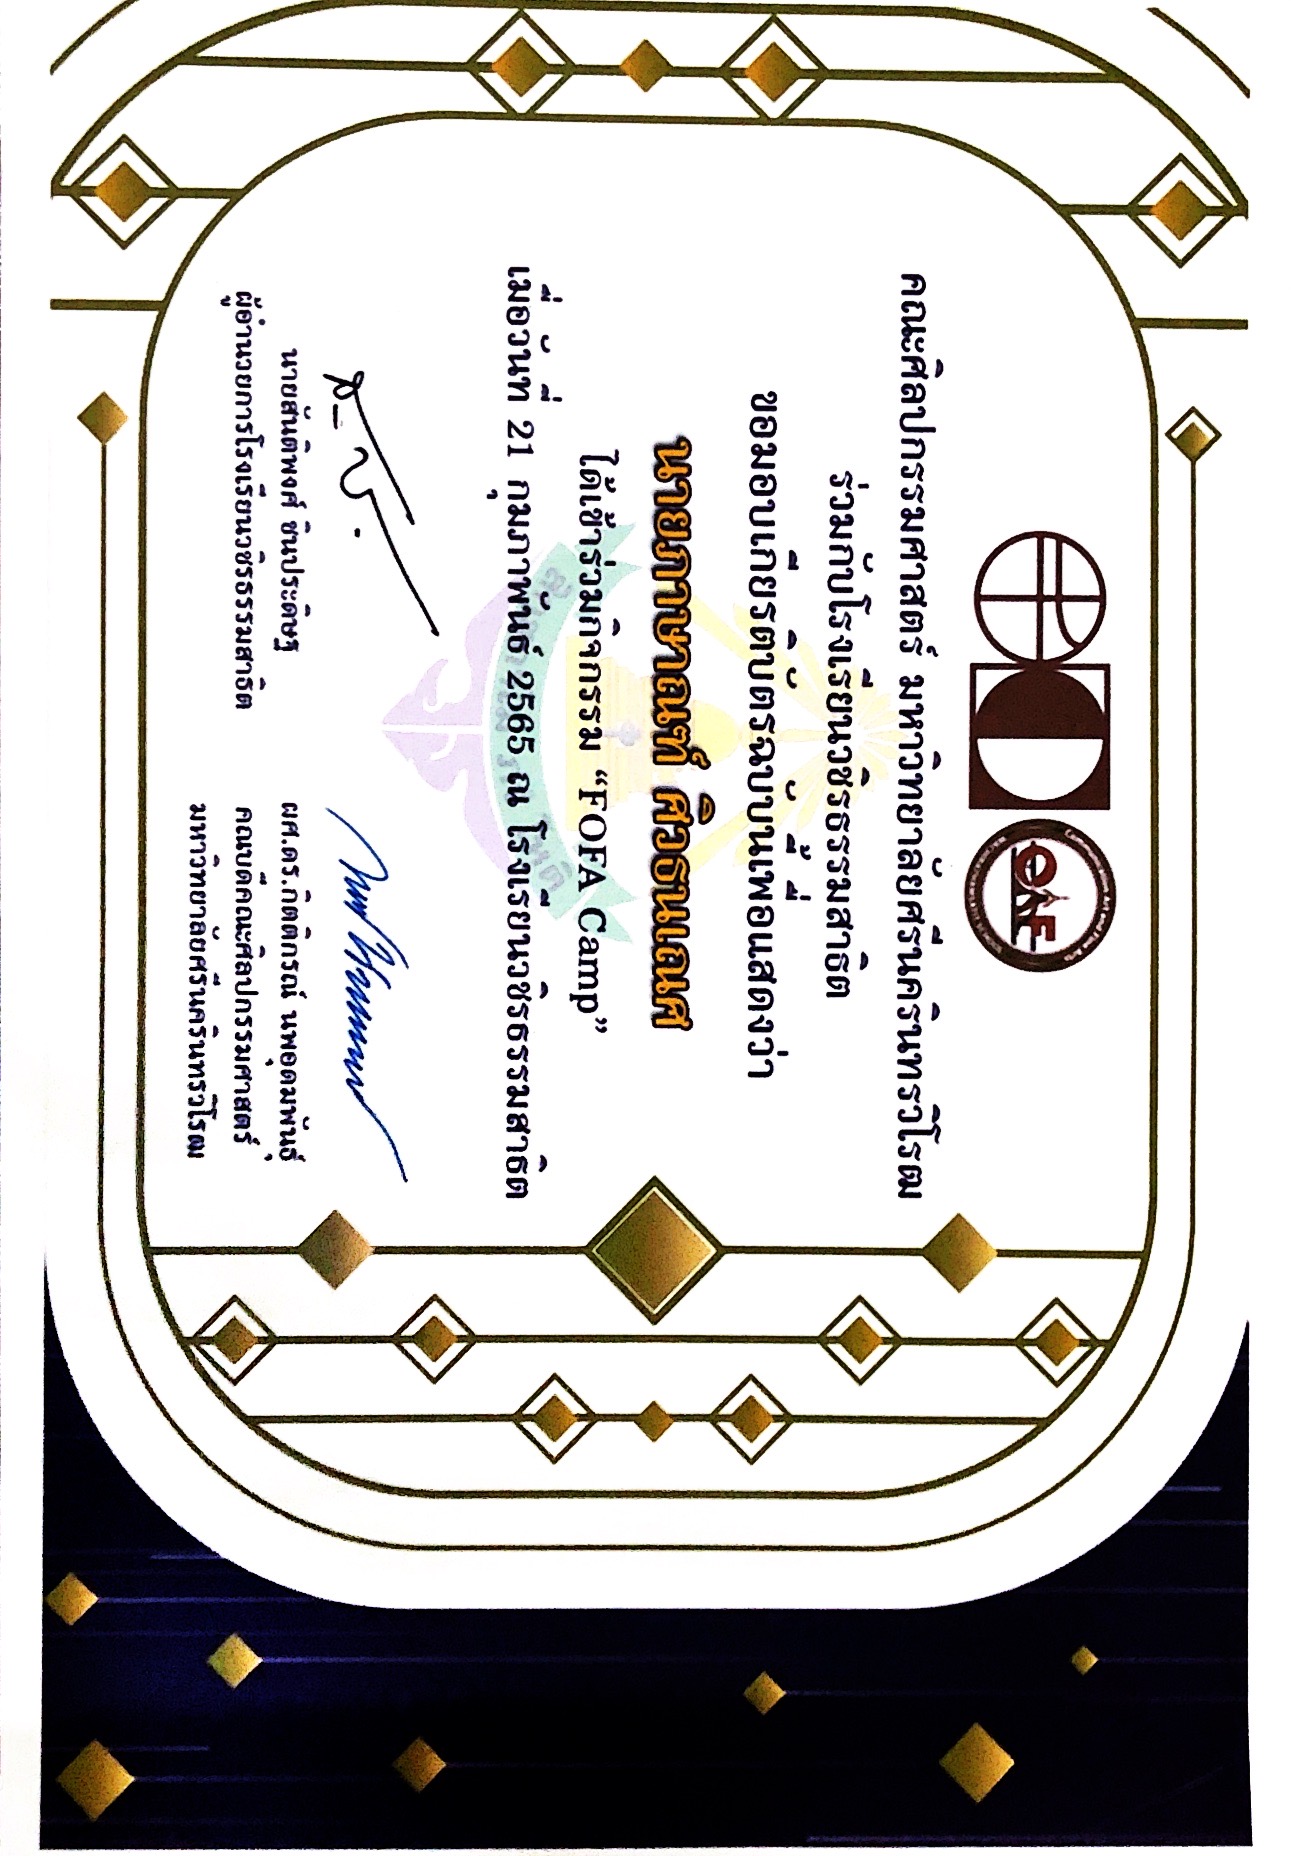 คณะศิลปกรรมศาสตร์ มหาวิทยาลัยศรีนครินทรวิโรฒ
ร่วมกับโรงเรียนวชิรธรรมสาธิต
ขอมอบเกียรติบัตรฉบับนี้เพื่อแสดงว่า
นายภาษาณนท์ ศิวธนเลนศ
ได้เข้าร่วมกิจกรรม “FOFA Camp”
เมื่อวันที่ 21 กุมภาพันธ์ 2565 ณ โรงเรียนวชิรธรรมสาธิต
นายสันติพงศ์ ชินประดิษฐ
ผู้อำนวยการโรงเรียนวชิรธรรมสาธิต
ผศ.ดร.กิตติกรณ์ นพอุดมพันธุ์
คณบดีคณะศิลปกรรมศาสตร์
มหาวิทยาลัยศรีนครินทรวิโรฒ